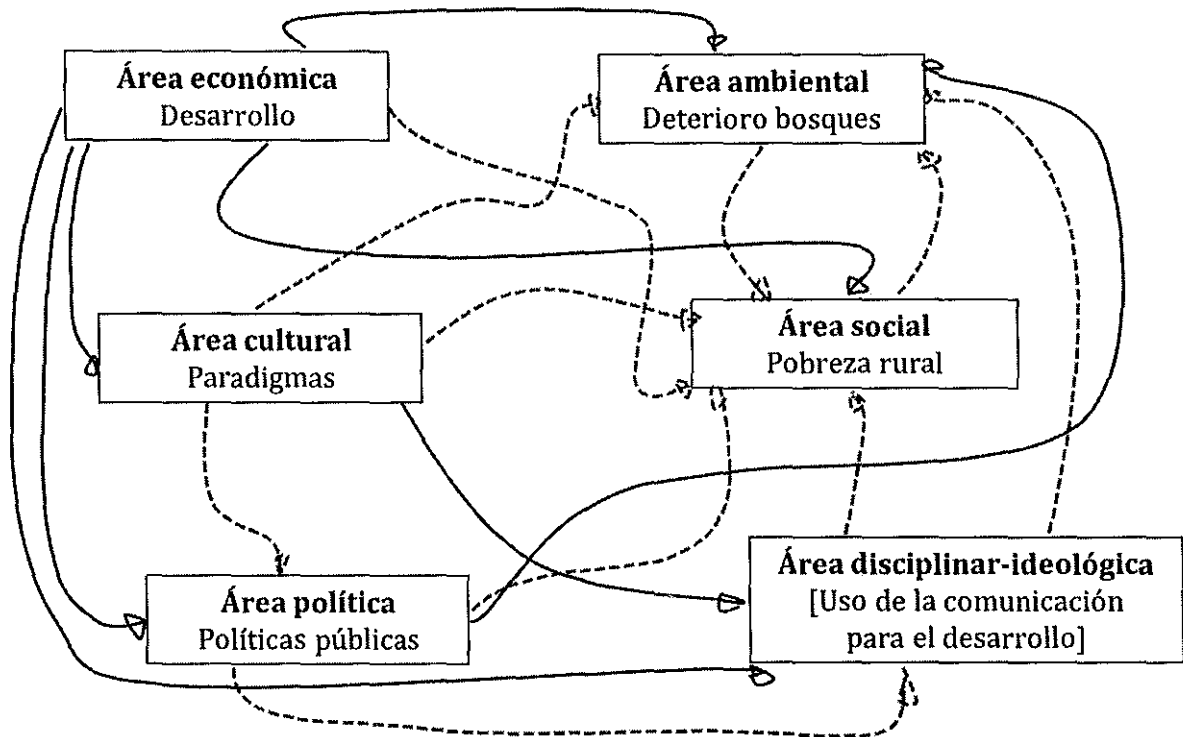 Área económica
Desarrollo
Área ambiental
Deterioro bosques
Área cultural
Paradigmas
Área social
Pobreza rural
Área política
Políticas públicas
Área disciplinar-ideológica
[Uso de la comunicación
para el desarrollo]